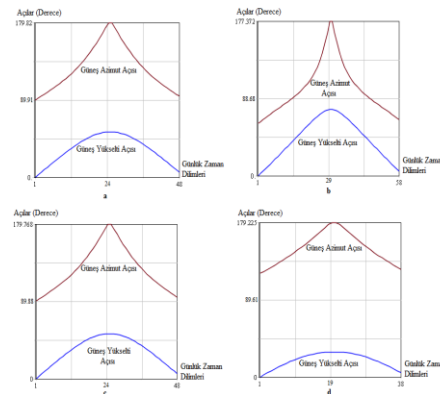 Açılar (Derece)
179.82
Güneş Azimut Açısı
89.91
Güneş Yükselti Açısı
Günlük Zaman
Dilimleri
0
1
24
48
a
Açılar (Derece)
177.372
Güneş Azimut
Açısı
88.68
Güneş Yükselti Açısı
Günlük Zaman
Dilimleri
0
1
29
58
b
Açılar (Derece)
179.768
Güneş Azimut Açısı
89.88
Güneş Yükselti
Açısı
Günlük Zaman
Dilimleri
0
1
24
48
c
Açılar (Derece)
179.223
Güneş Azimut Açısı
89.61
Güneş Yükselti Açısı
Günlük Zaman
Dilimleri
0
1
19
38
d